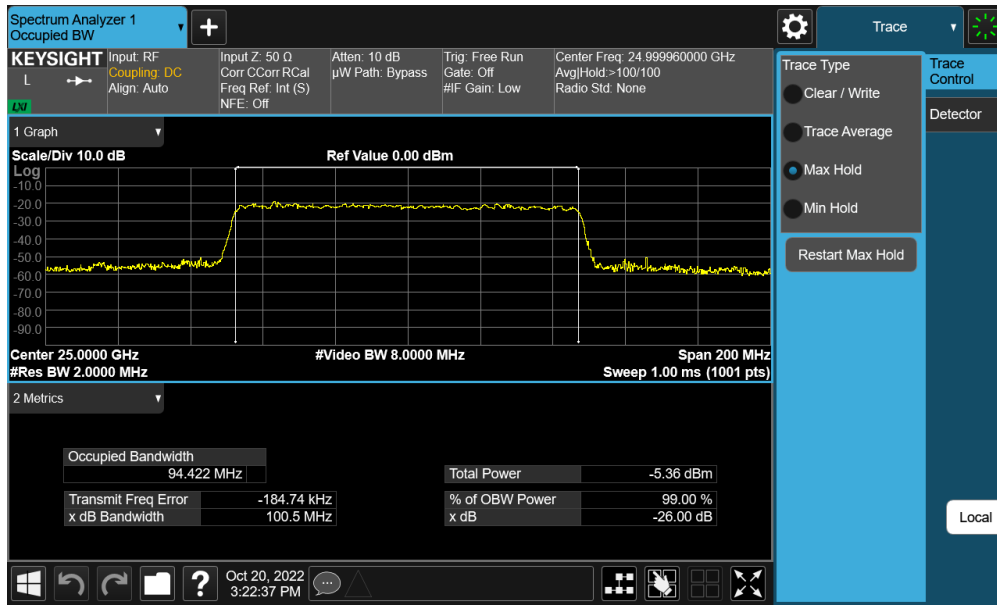 Spectrum Analyzer 1
Occupied BW
+
Trace
KEYSIGHT
L
LXI
Input: RF
Coupling: DC
Align: Auto
Input Z: 50 Ω
Corr CCorr RCal
Freq Ref: Int (S)
NFE: Off
Atten: 10 dB
µW Path: Bypass
Trig: Free Run
Gate: Off
#IF Gain: Low
Center Freq: 24.999960000 GHz
Avg|Hold:>100/100
Radio Std: None
Trace Type
Clear / Write
Trace Average
Max Hold
Min Hold
Restart Max Hold
Trace
Control
Detector
1 Graph
Scale/Div 10.0 dB
Ref Value 0.00 dBm
Log
-10.0
-20.0
-30.0
-40.0
-50.0
-60.0
-70.0
-80.0
-90.0
Center 25.0000 GHz
#Video BW 8.0000 MHz
Span 200 MHz
#Res BW 2.0000 MHz
Sweep 1.00 ms (1001 pts)
2 Metrics
Occupied Bandwidth
94.422 MHz
Total Power -5.36 dBm
Transmit Freq Error -184.74 kHz
% of OBW Power 99.00 %
x dB Bandwidth 100.5 MHz
x dB -26.00 dB
Local
?
Oct 20, 2022
3:22:37 PM